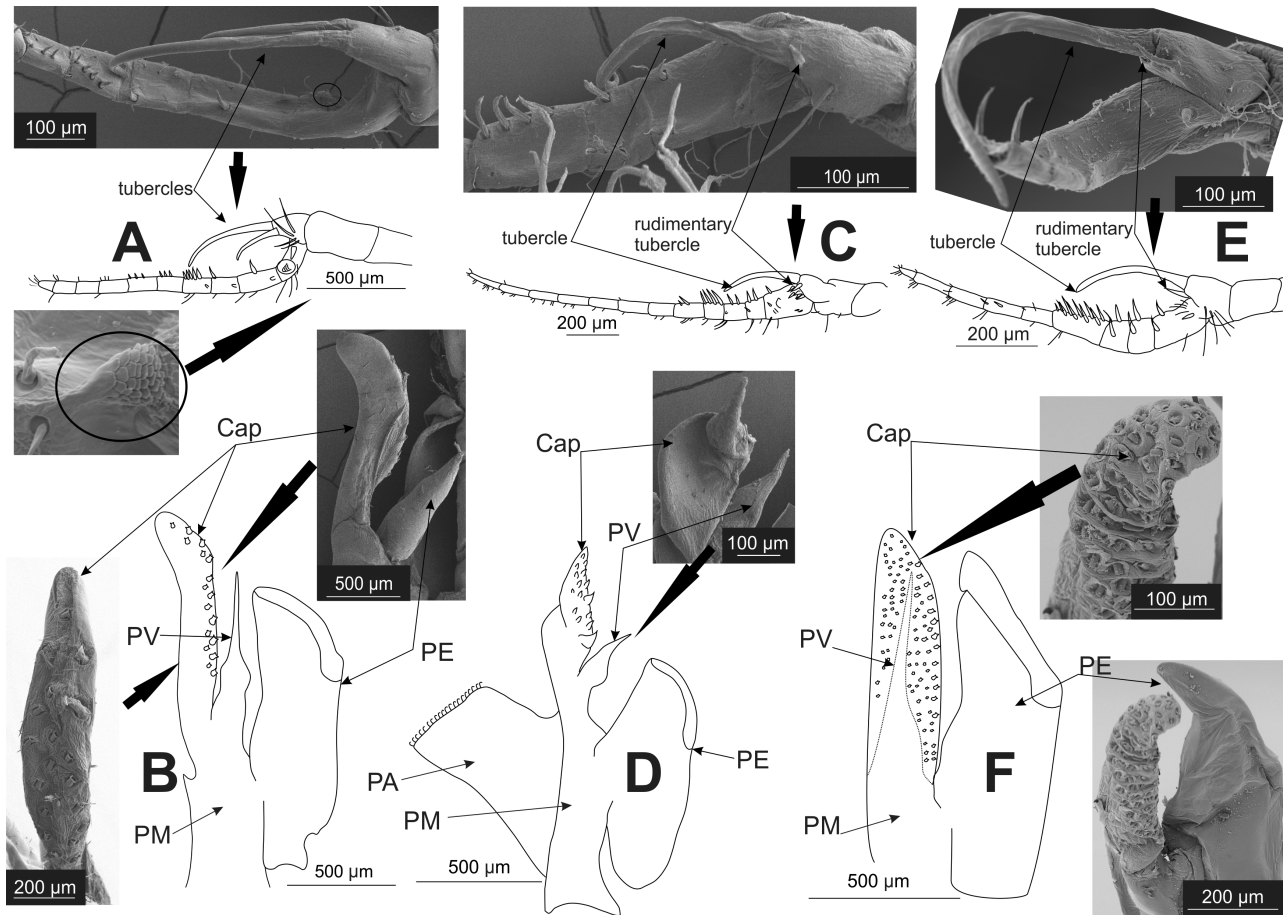 100 µm
100 µm
100 µm
tubercles
A
500 µm
tubercle
rudimentary
tubercle
C
200 µm
tubercle
rudimentary
tubercle
E
200 µm
Cap
500 µm
PV
PE
B
PM
200 µm
500 µm
Cap
PV
100 µm
PA
D
PE
PM
500 µm
Cap
100 µm
PV
PE
F
PM
500 µm
200 µm